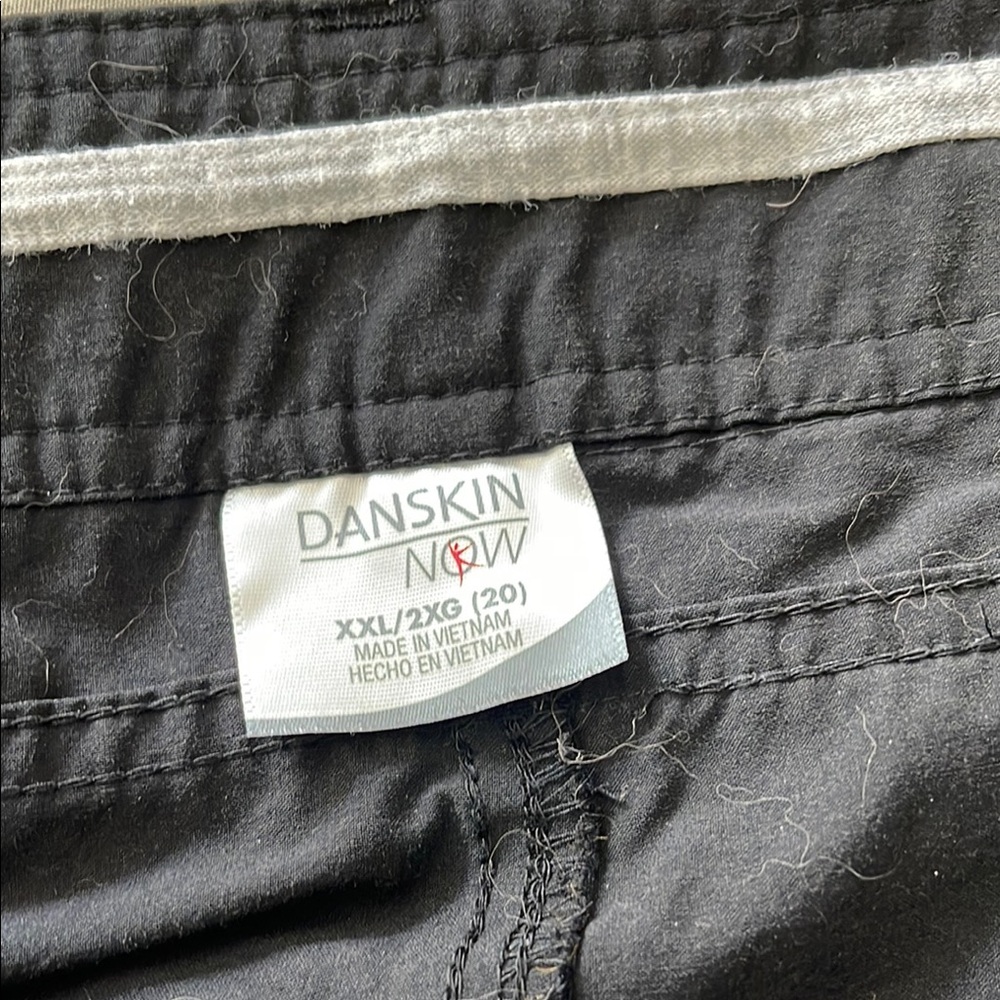 DANSKIN
NOW
XXL/2XG (20)
MADE IN VIETNAM
HECHO EN VIETNAM